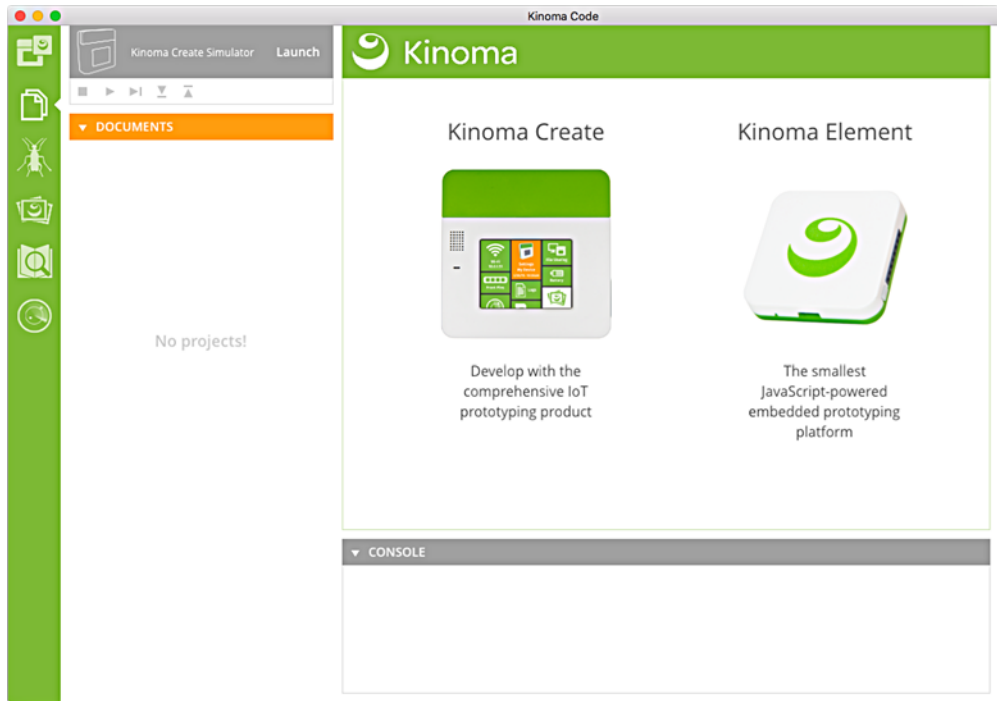 Kinoma Code
Kinoma Create Simulator Launch
DOCUMENTS
No projects!
Kinoma
Kinoma Create
Kinoma Element
Develop with the
comprehensive IoT
prototyping product
The smallest
JavaScript-powered
embedded prototyping
platform
CONSOLE